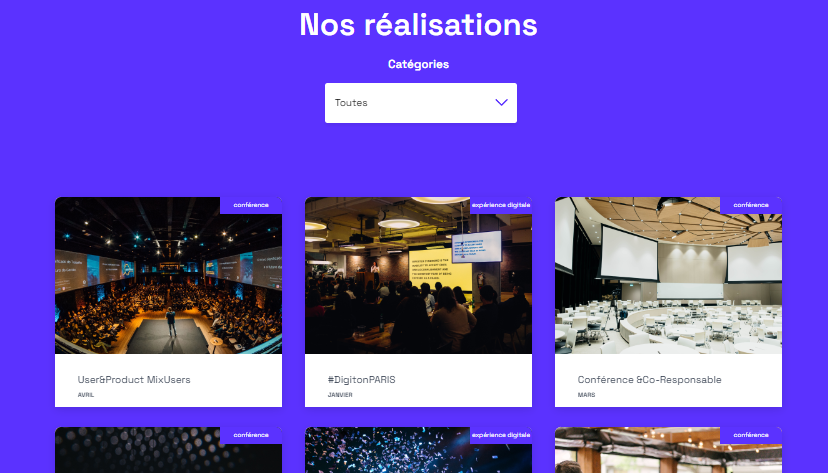 Nos réalisations
Catégories
Toutes
conférence
expérience digitale
conférence
User&Product MixUsers
AVRIL
#DigitonPARIS
JANVIER
Conférence &Co-Responsable
MARS
conférence
expérience digitale
conférence